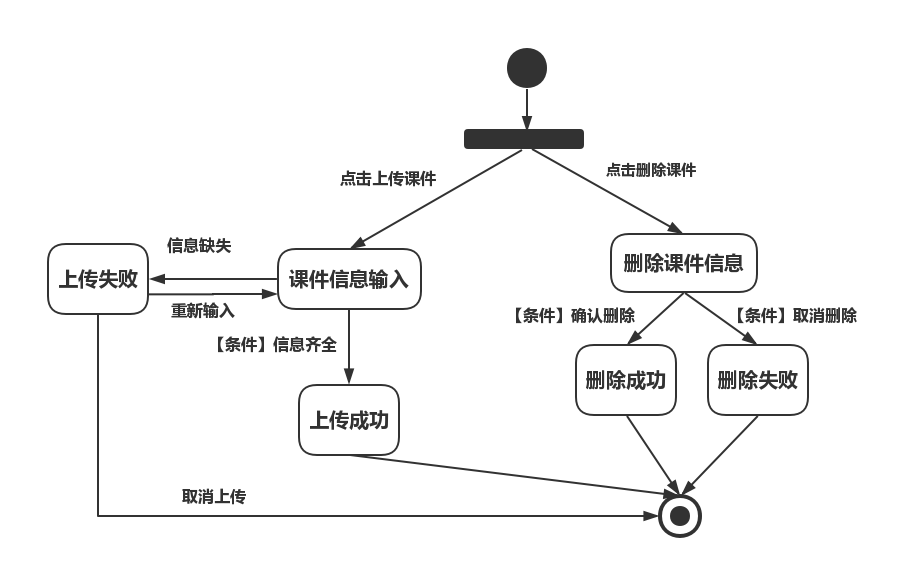 点击上传课件
点击删除课件
信息缺失
上传失败
课件信息输入
删除课件信息
重新输入
【条件】信息齐全
【条件】确认删除
【条件】取消删除
上传成功
删除成功
删除失败
取消上传